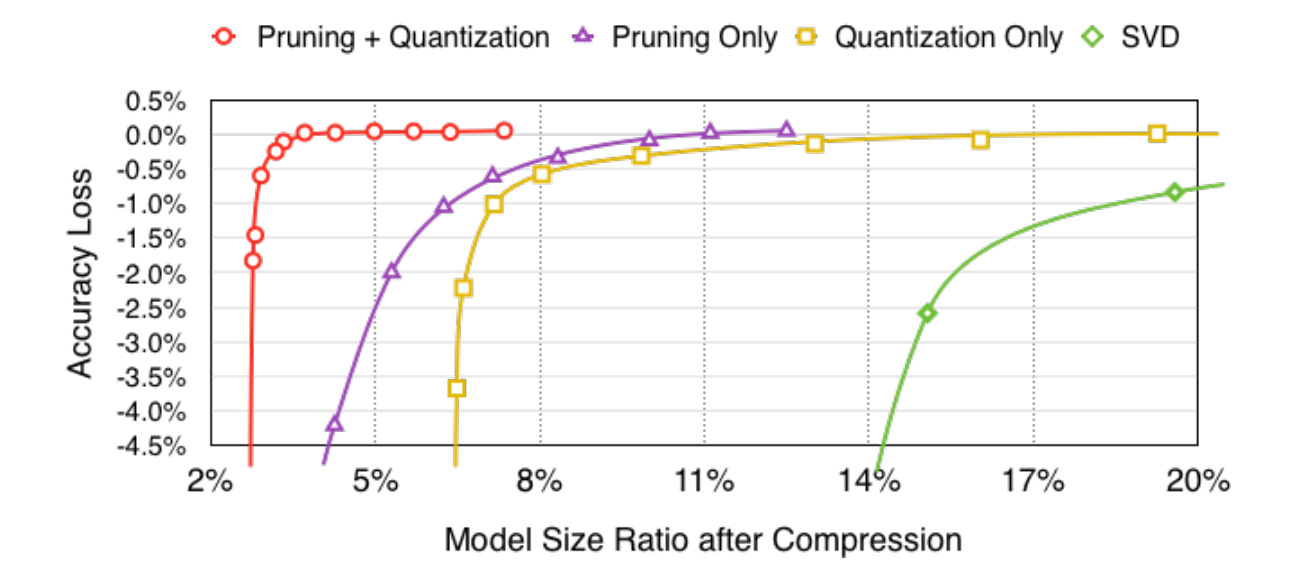 Pruning + Quantization Pruning Only Quantization Only SVD
0.5%
0.0%
-0.5%
-1.0%
-1.5%
-2.0%
-2.5%
-3.0%
-3.5%
-4.0%
-4.5%
Accuracy Loss
2% 5% 8% 11% 14% 17% 20%
Model Size Ratio after Compression